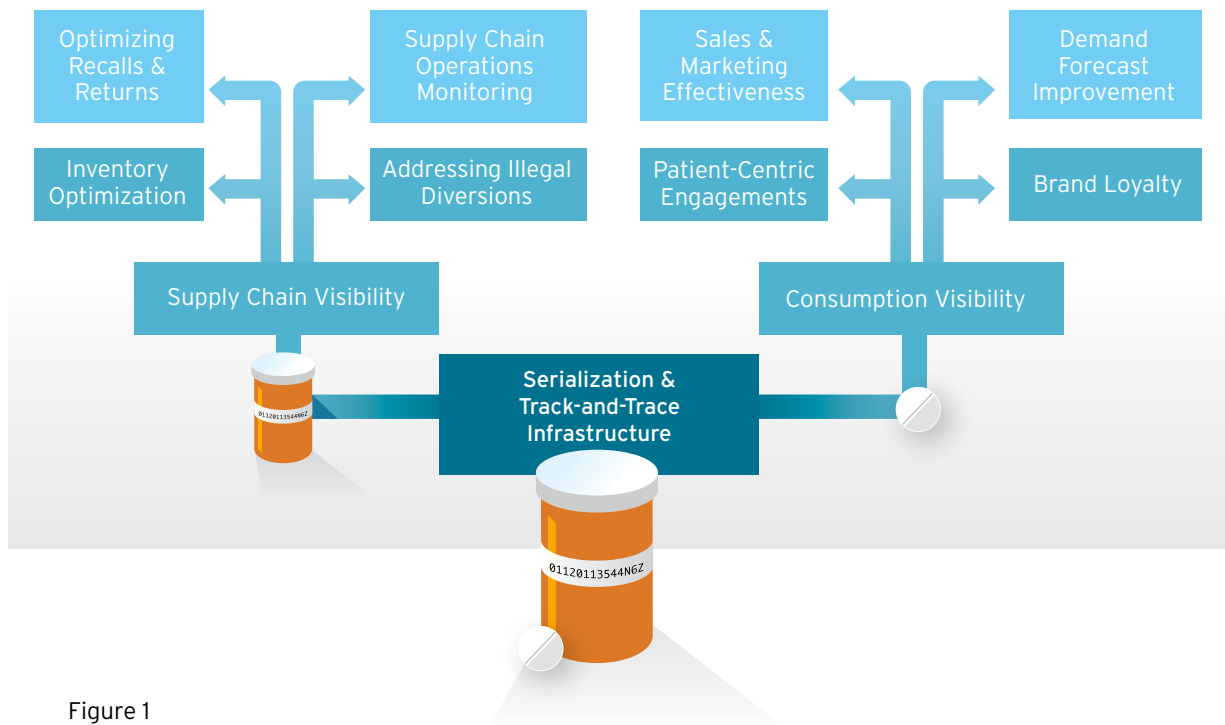 Optimizing
Recalls &
Returns
Supply Chain
Operations
Monitoring
Sales &
Marketing
Effectiveness
Demand
Forecast
Improvement
Inventory
Optimization
Addressing Illegal
Diversions
Patient-Centric
Engagements
Brand Loyalty
Supply Chain Visibility
Consumption Visibility
Serialization &
Track-and-Trace
Infrastructure
01120113544N6Z
01120113544N6Z
Figure 1